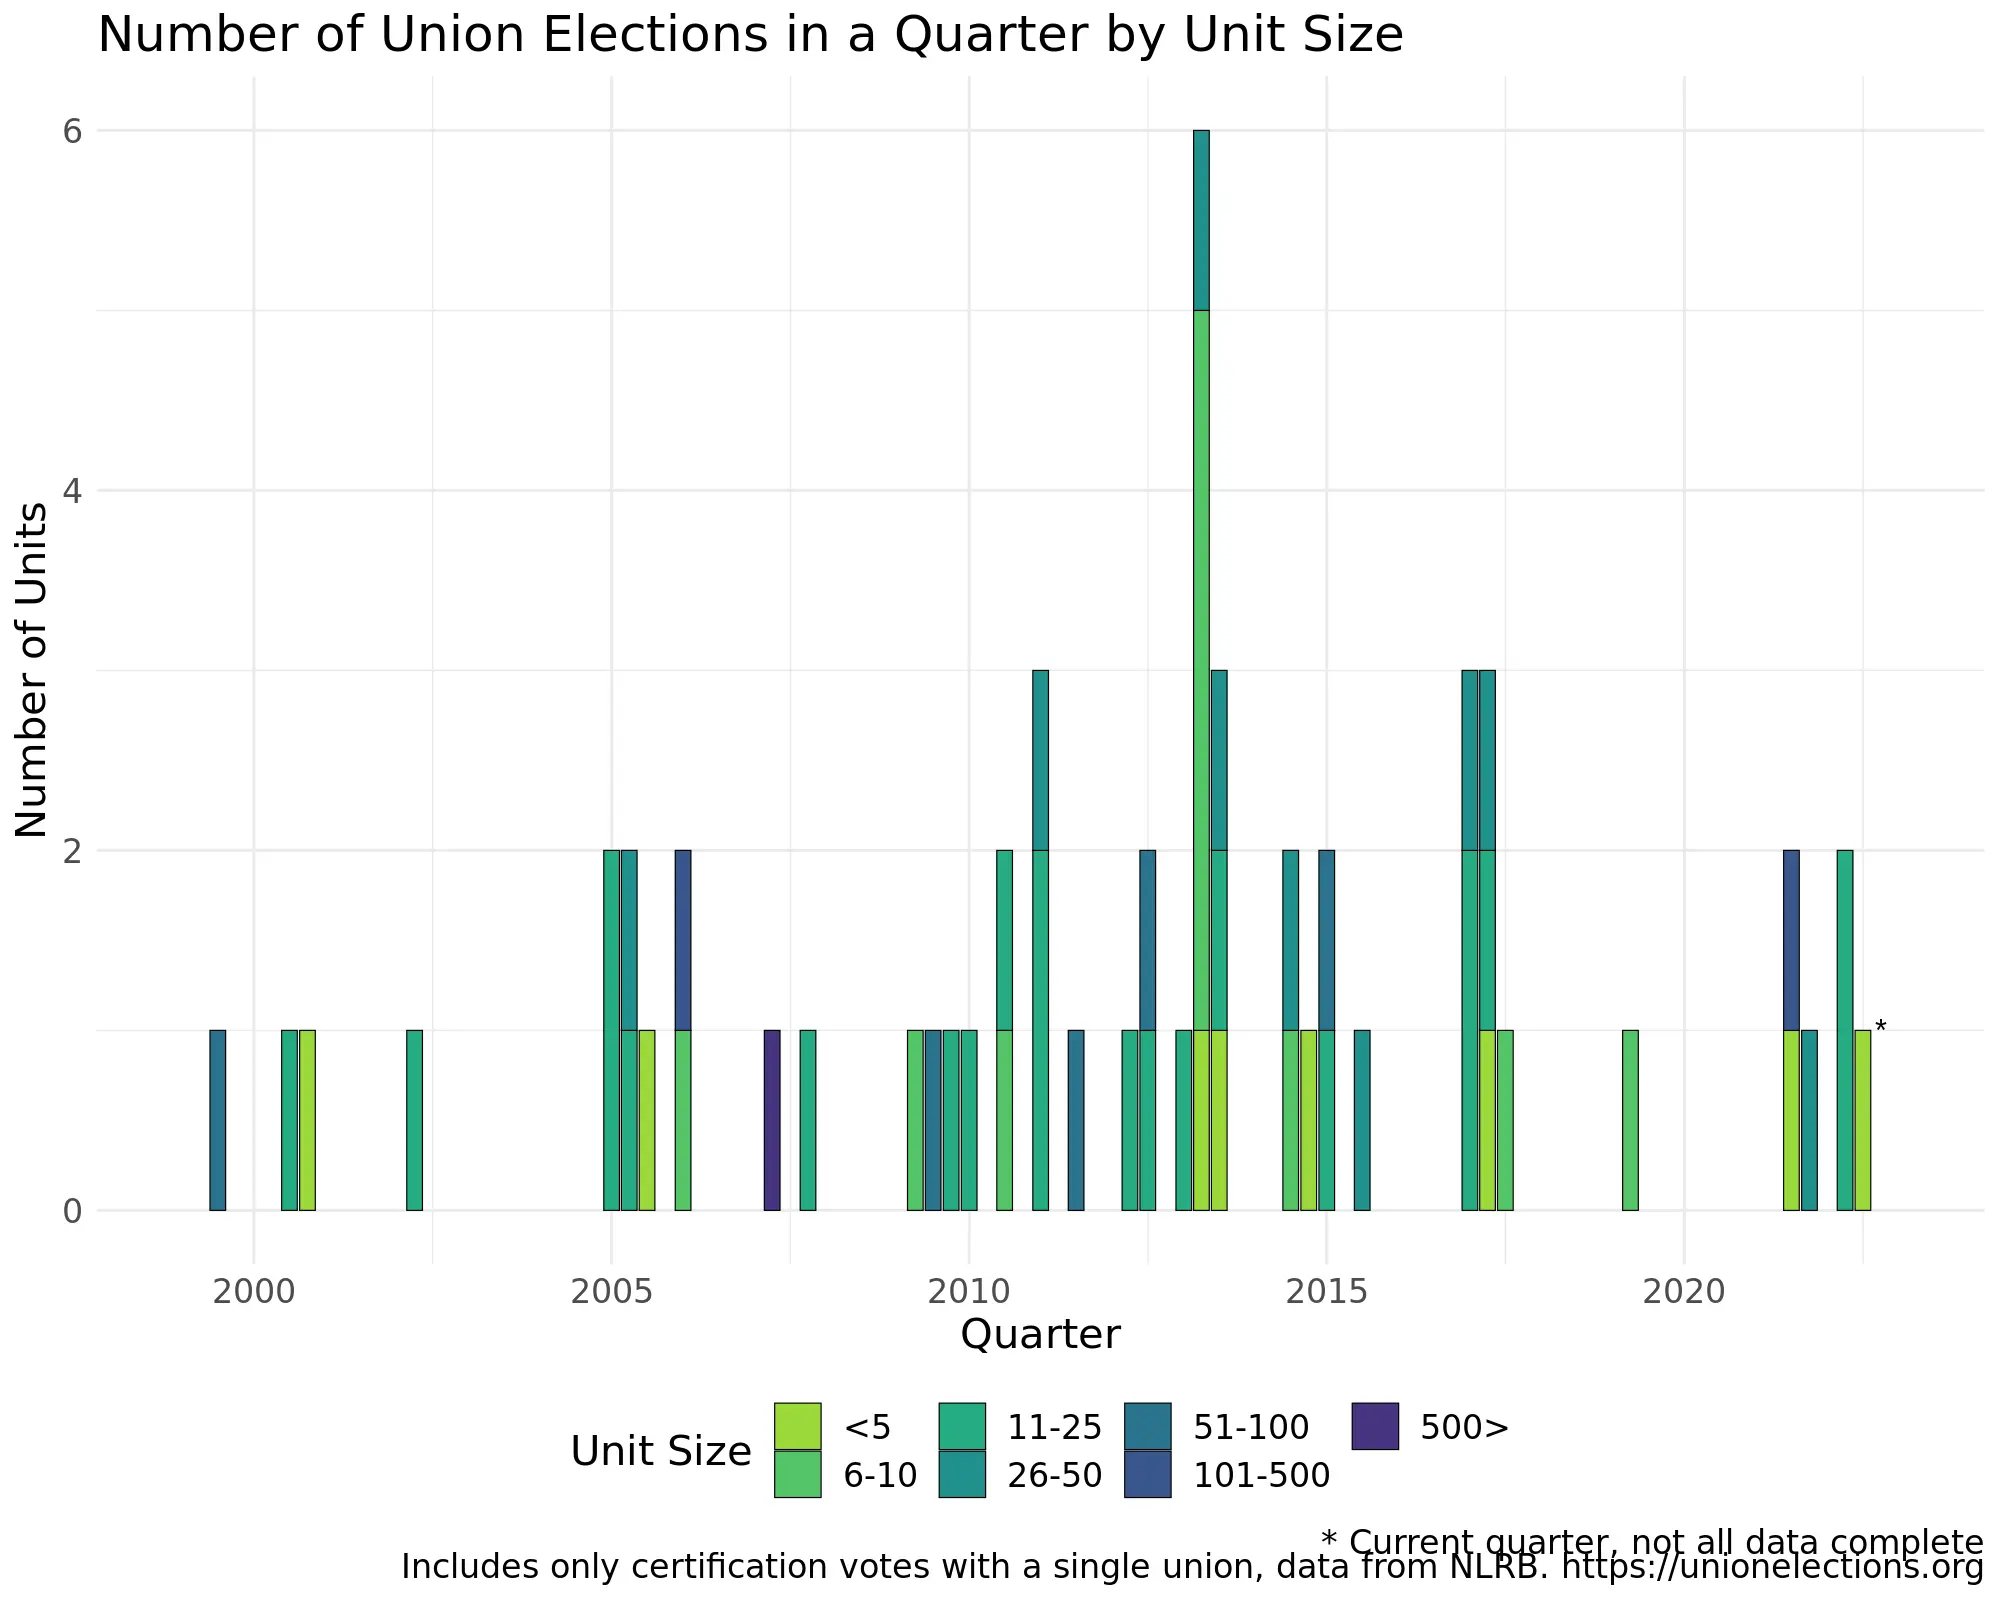 Number of Union Elections in a Quarter by Unit Size
Number of Units
6
4
2
0
*
2000 2005 2010 2015 2020
Quarter
Unit Size
<5 11-25 51-100 500>
6-10 26-50 101-500
* Current quarter, not all data complete
Includes only certification votes with a single union, data from NLRB. https://unionelections.org